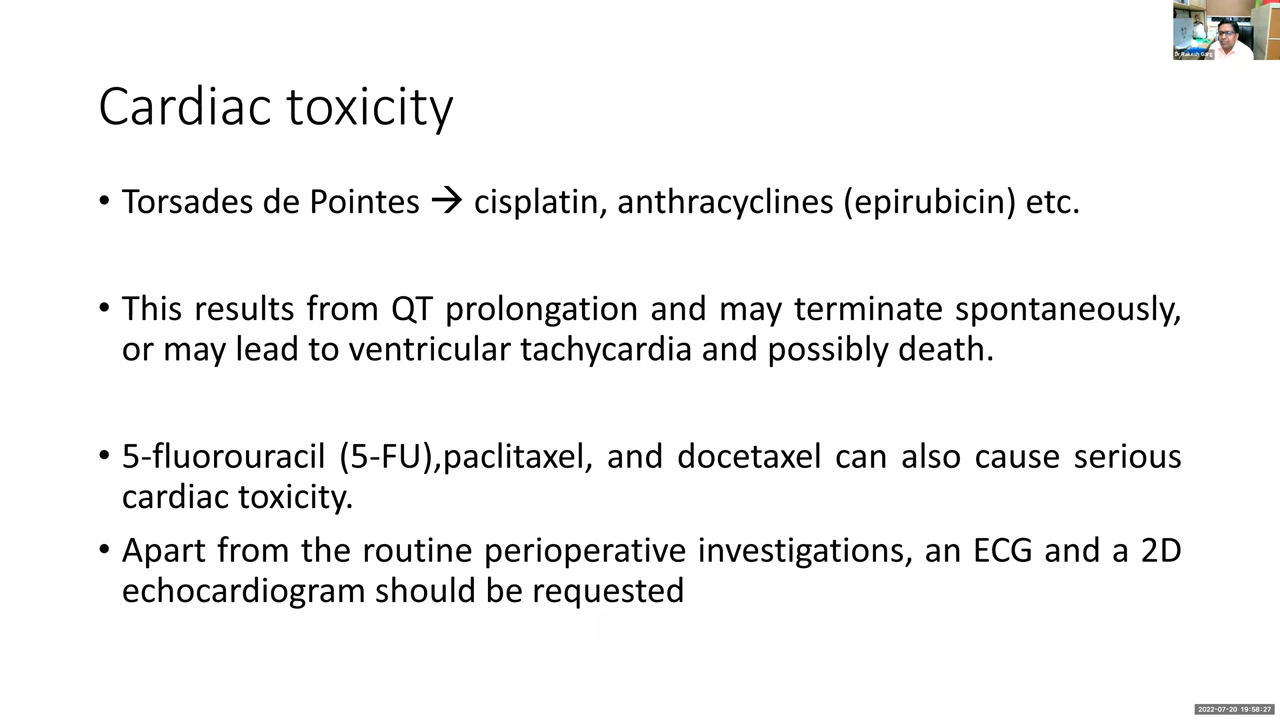 Dr Rakesh Garg
Cardiac toxicity
• Torsades de Pointes → cisplatin, anthracyclines (epirubicin) etc.
• This results from QT prolongation and may terminate spontaneously,
or may lead to ventricular tachycardia and possibly death.
• 5-fluorouracil (5-FU),paclitaxel, and docetaxel can also cause serious
cardiac toxicity.
• Apart from the routine perioperative investigations, an ECG and a 2D
echocardiogram should be requested
2022-07-20 19:58:27